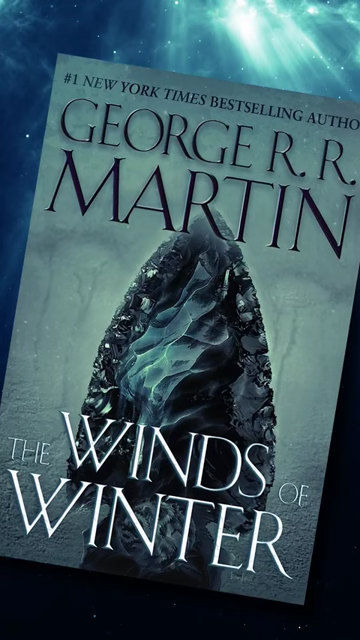 #1 NEW YORK TIMES BESTSELLING AUTHO
GEORGE R. R.
MARTIN
THE WINDS OF
WINTER